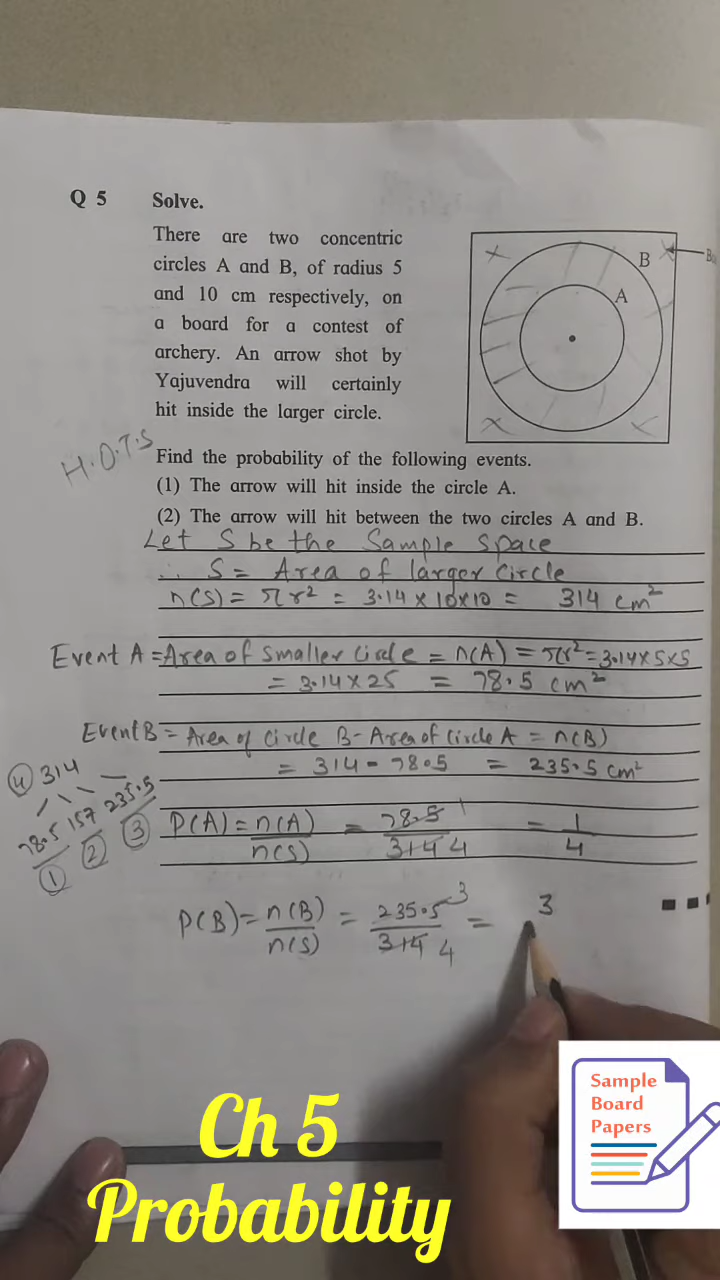 Q 5 Solve.
There are two concentric
circles A and B, of radius 5
and 10 cm respectively, on
a board for a contest of
archery. An arrow shot by
Yajuvendra will certainly
hit inside the larger circle.
B
A
H.O.T.S
Find the probability of the following events.
(1) The arrow will hit inside the circle A.
(2) The arrow will hit between the two circles A and B.
Let S be the Sample Space
∴ S = Area of larger circle
n(S) = πr² = 3.14 × 10 × 10 = 314 cm²
Event A = Area of smaller circle = n(A) = πr² = 3.14 × 5 × 5
= 3.14 × 25 = 78.5 cm²
Event B = Area of circle B - Area of circle A = n(B)
= 314 - 78.5 = 235.5 cm²
④ 314
78.5 157 235.5
① ② ③
P(A) = n(A)/n(S) = 78.5/314 1/4 = 1/4
P(B) = n(B)/n(S) = 235.5/314 3/4 = 3
Sample
Board
Papers
Ch 5
Probability